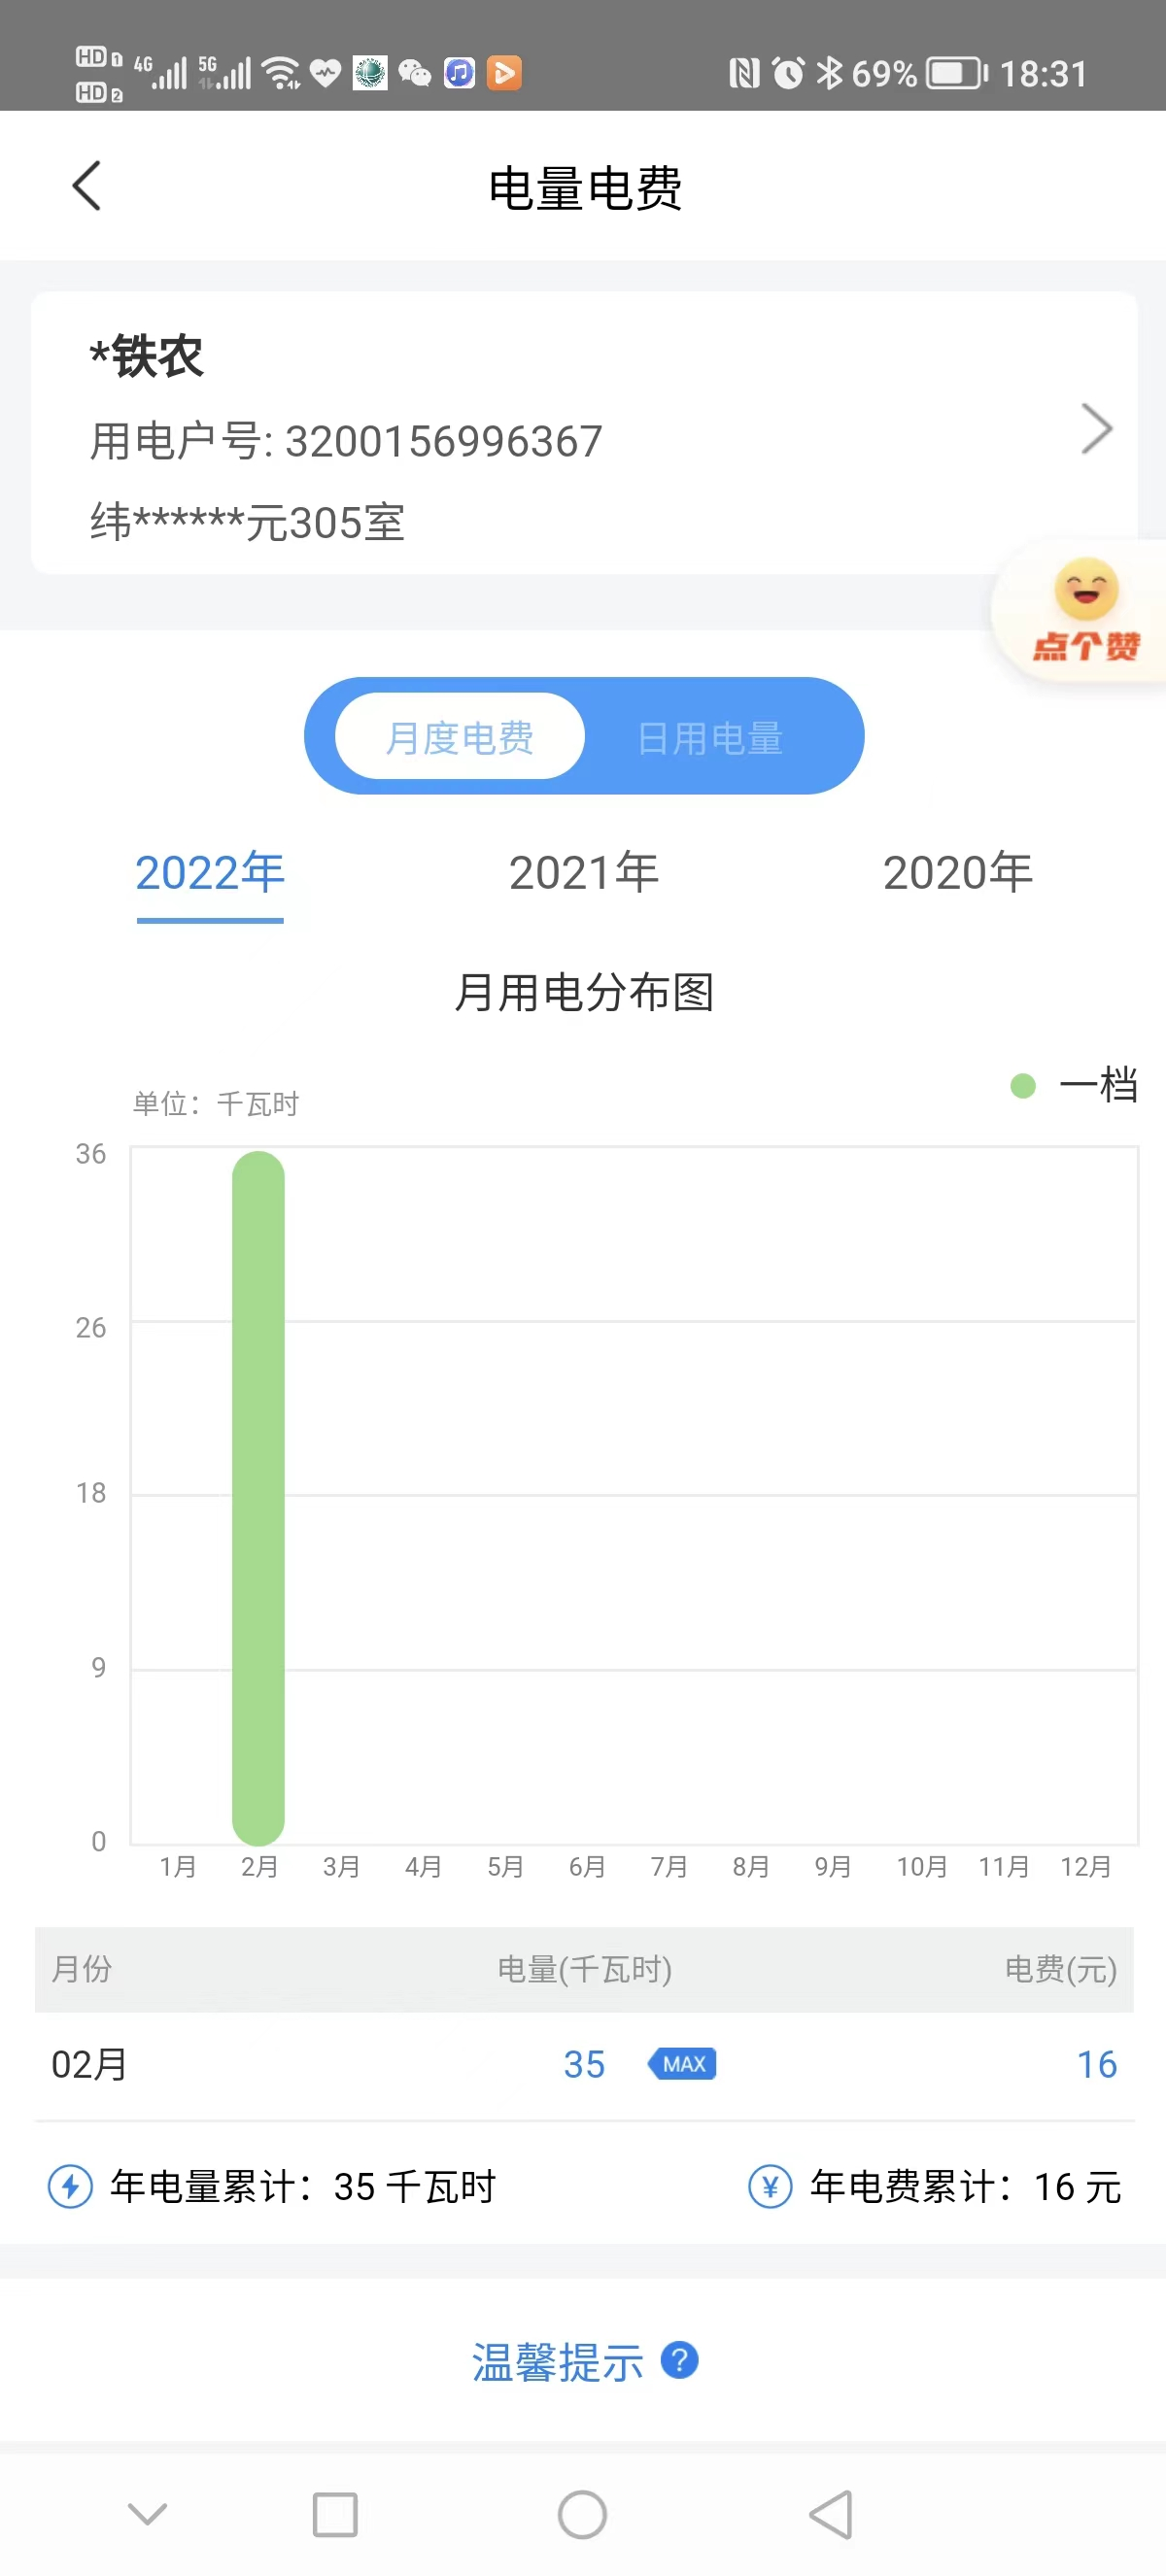 HD 1 4G 5G 69% 18:31
HD 2
电量电费
*铁农
用电户号: 3200156996367
纬******元305室
点个赞
月度电费 日用电量
2022年 2021年 2020年
月用电分布图
一档
单位：千瓦时
36
26
18
9
0
1月 2月 3月 4月 5月 6月 7月 8月 9月 10月 11月 12月
月份 电量(千瓦时) 电费(元)
02月 35 MAX 16
年电量累计：35 千瓦时 ¥ 年电费累计：16 元
温馨提示 ?